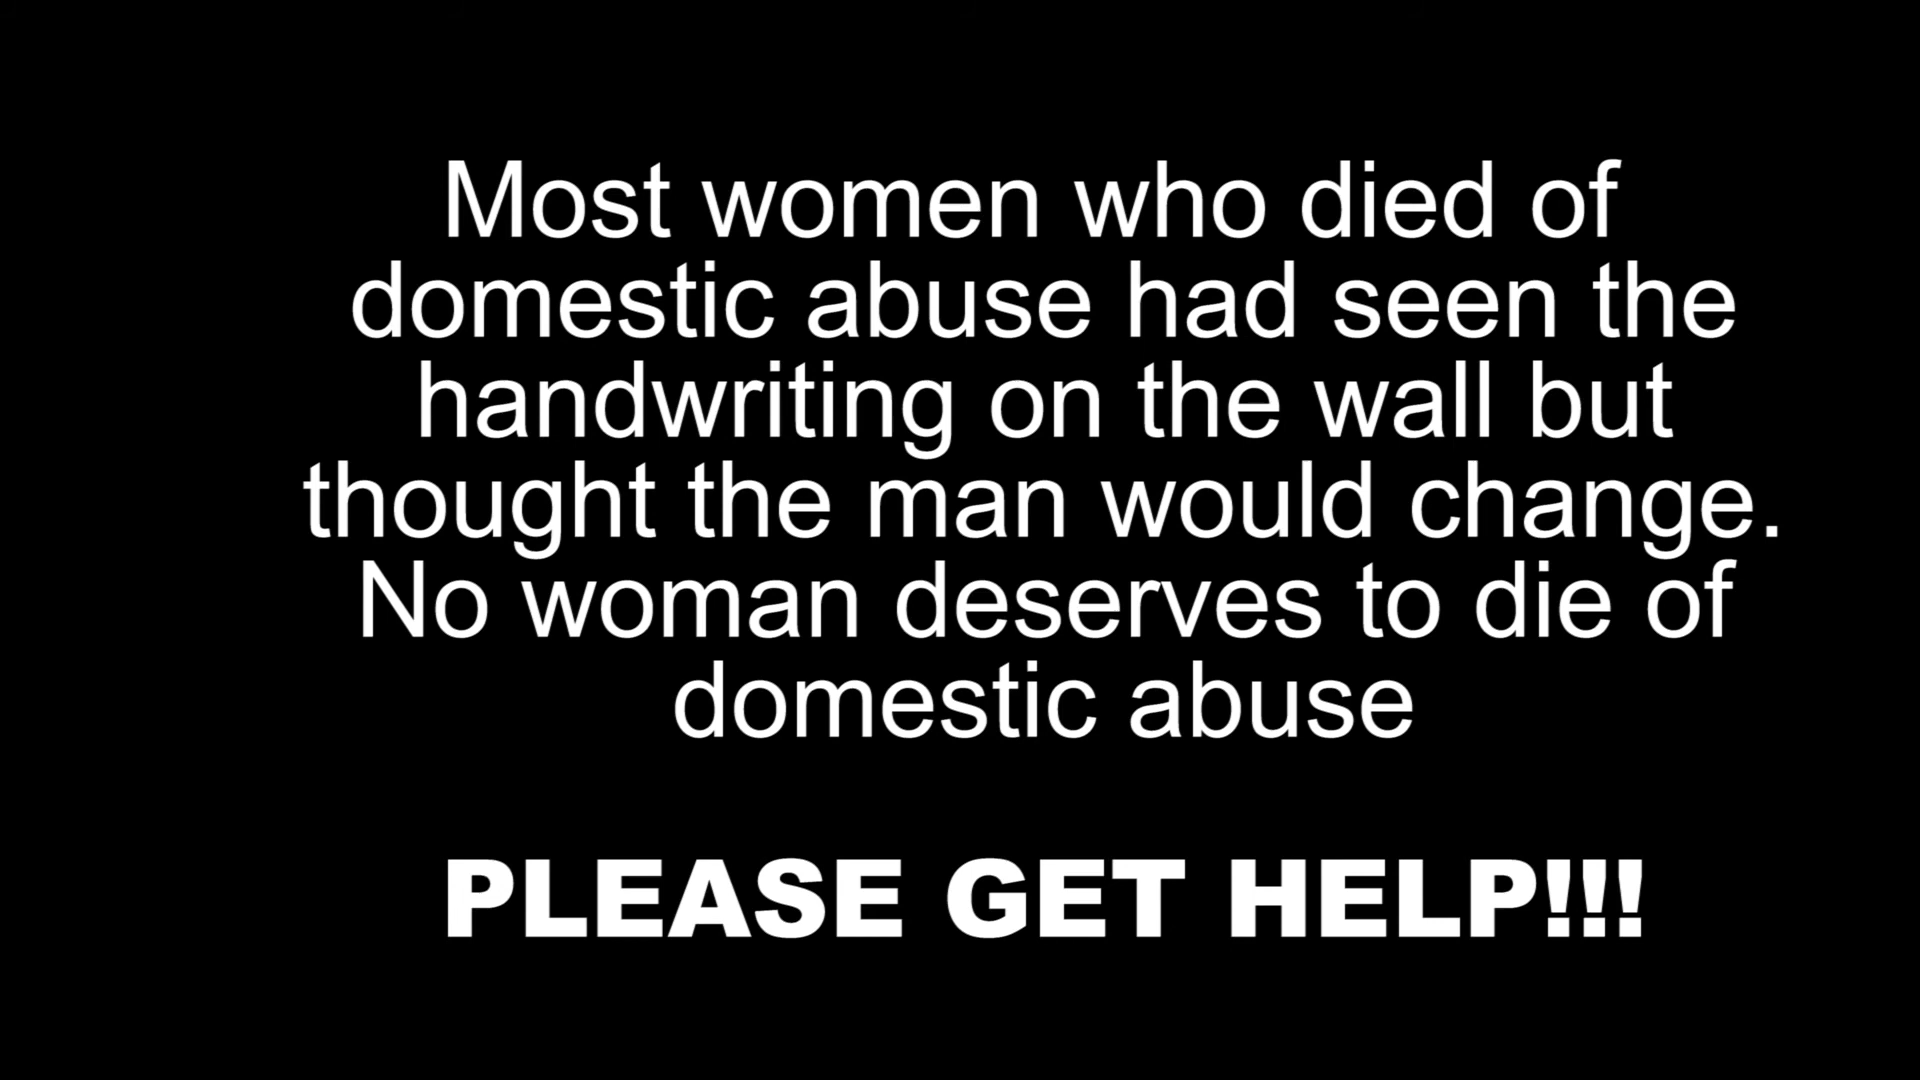 Most women who died of
domestic abuse had seen the
handwriting on the wall but
thought the man would change.
No woman deserves to die of
domestic abuse
PLEASE GET HELP!!!